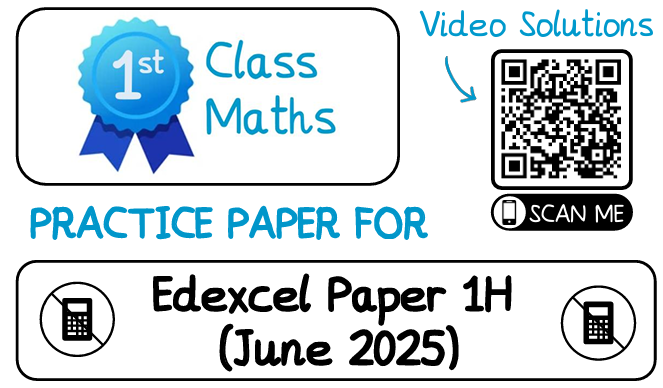 1st
Class
Maths
Video Solutions
SCAN ME
PRACTICE PAPER FOR
Edexcel Paper 1H
(June 2025)